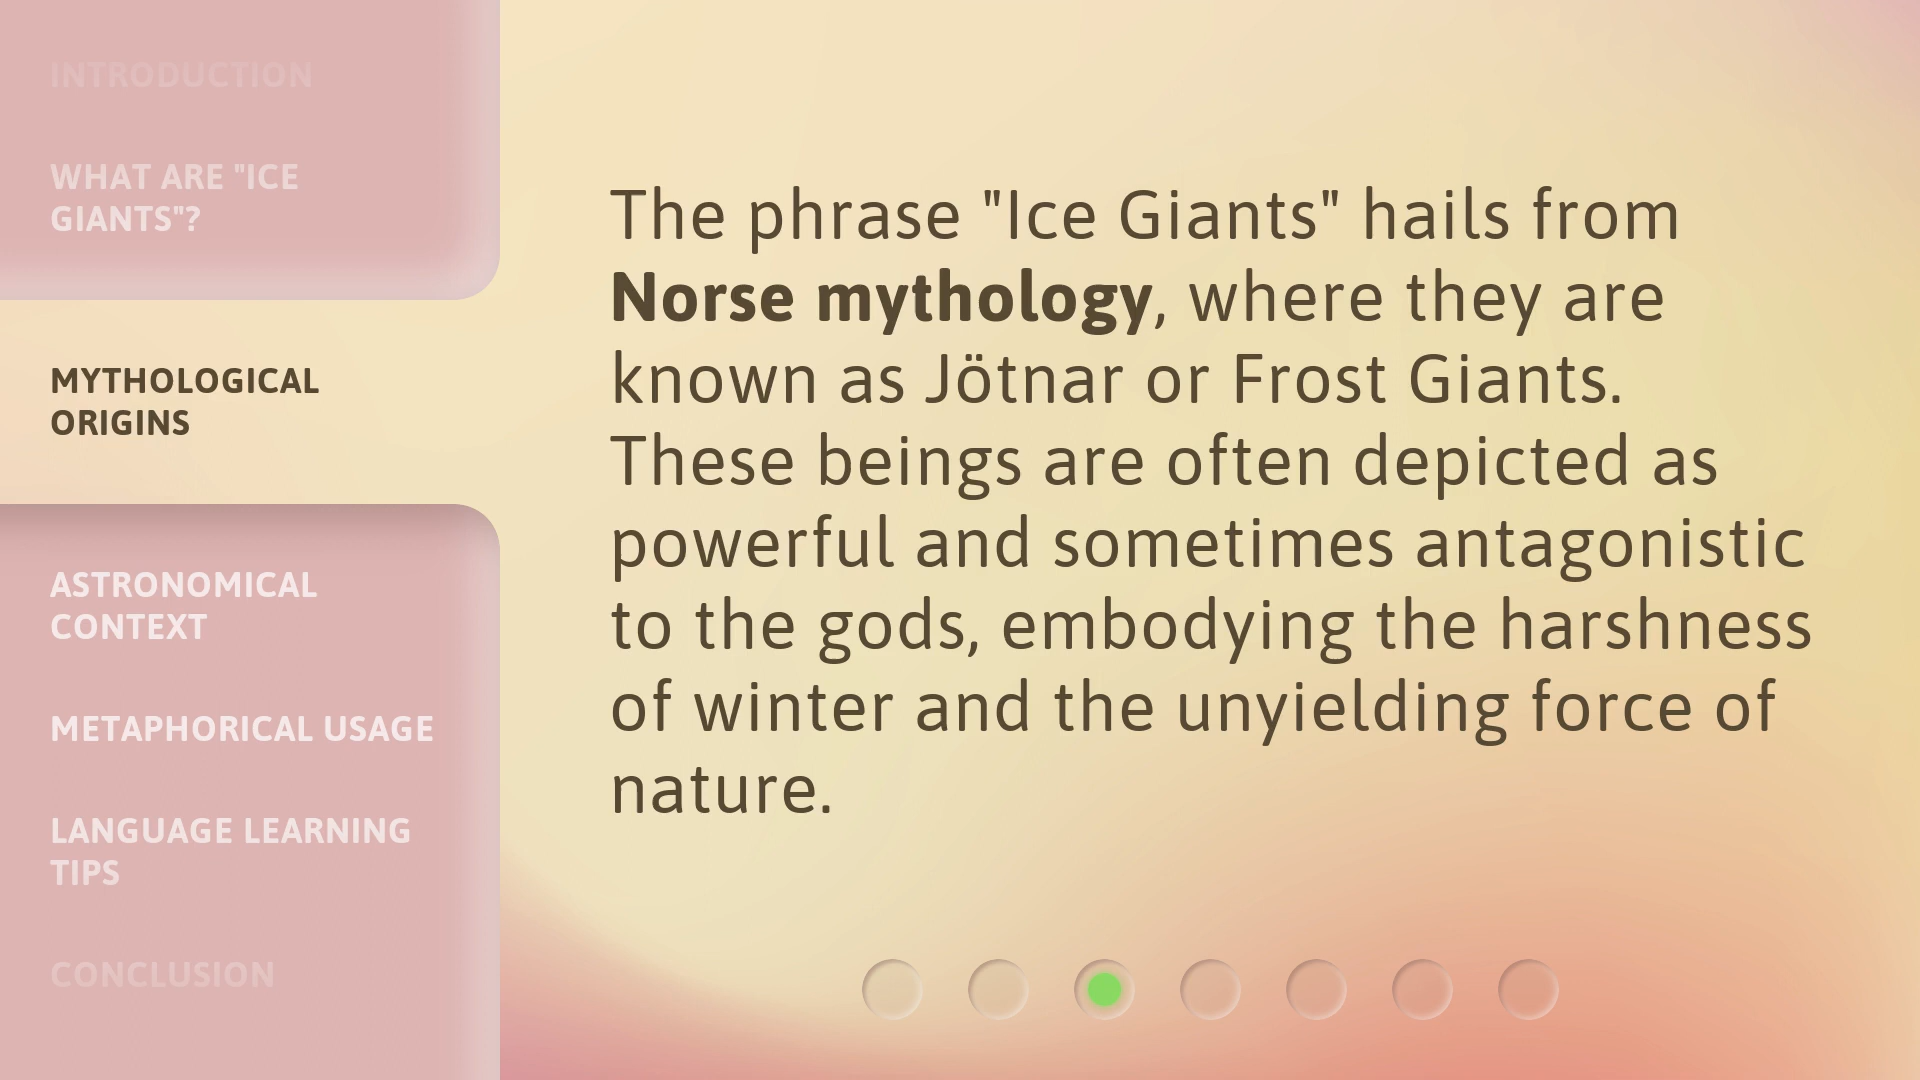 INTRODUCTION
WHAT ARE "ICE
GIANTS"?
MYTHOLOGICAL
ORIGINS
ASTRONOMICAL
CONTEXT
METAPHORICAL USAGE
LANGUAGE LEARNING
TIPS
CONCLUSION
The phrase "Ice Giants" hails from
Norse mythology, where they are
known as Jötnar or Frost Giants.
These beings are often depicted as
powerful and sometimes antagonistic
to the gods, embodying the harshness
of winter and the unyielding force of
nature.